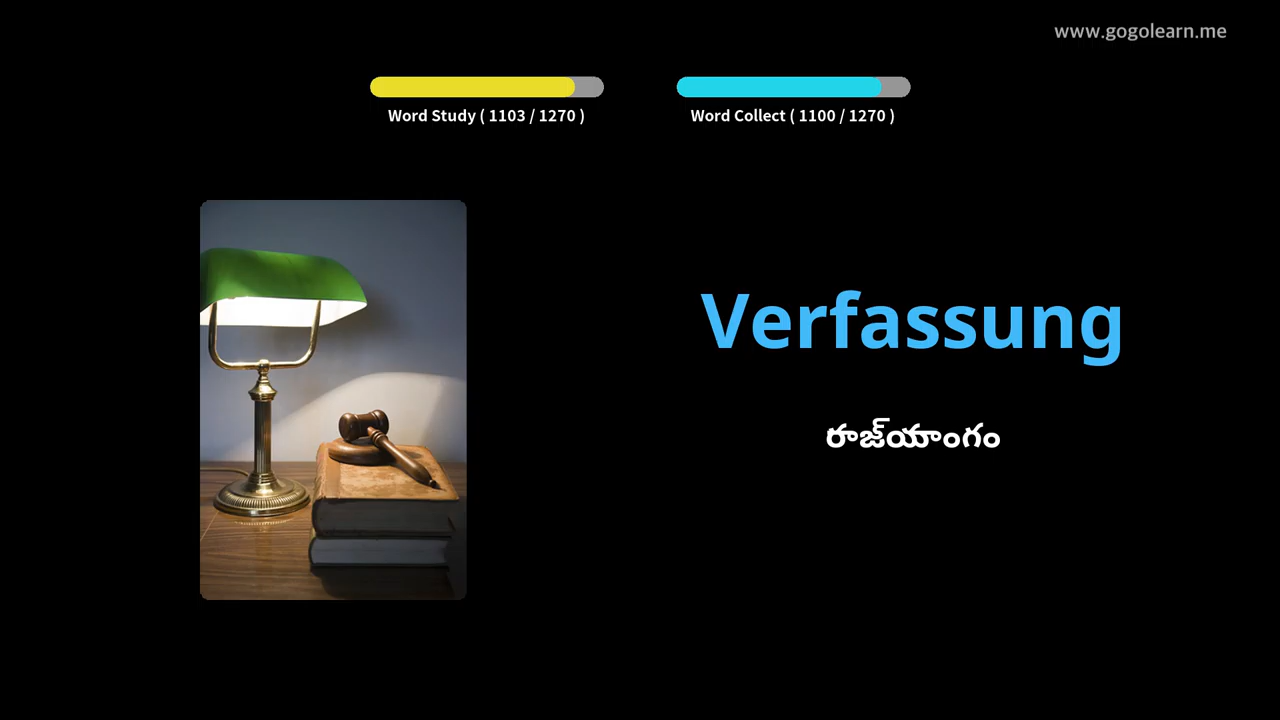 www.gogolearn.me
Word Study ( 1103 / 1270 )
Word Collect ( 1100 / 1270 )
Verfassung
రాజ్‌యాంగం